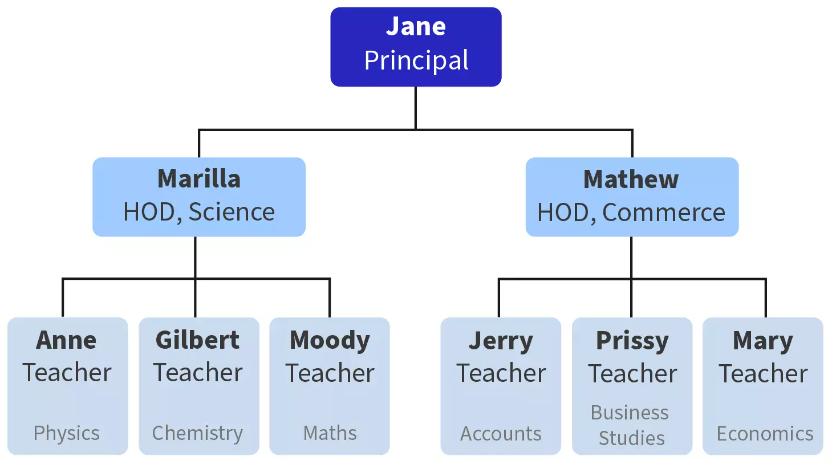 Jane
Principal
Marilla
HOD, Science
Mathew
HOD, Commerce
Anne
Teacher
Physics
Gilbert
Teacher
Chemistry
Moody
Teacher
Maths
Jerry
Teacher
Accounts
Prissy
Teacher
Business
Studies
Mary
Teacher
Economics